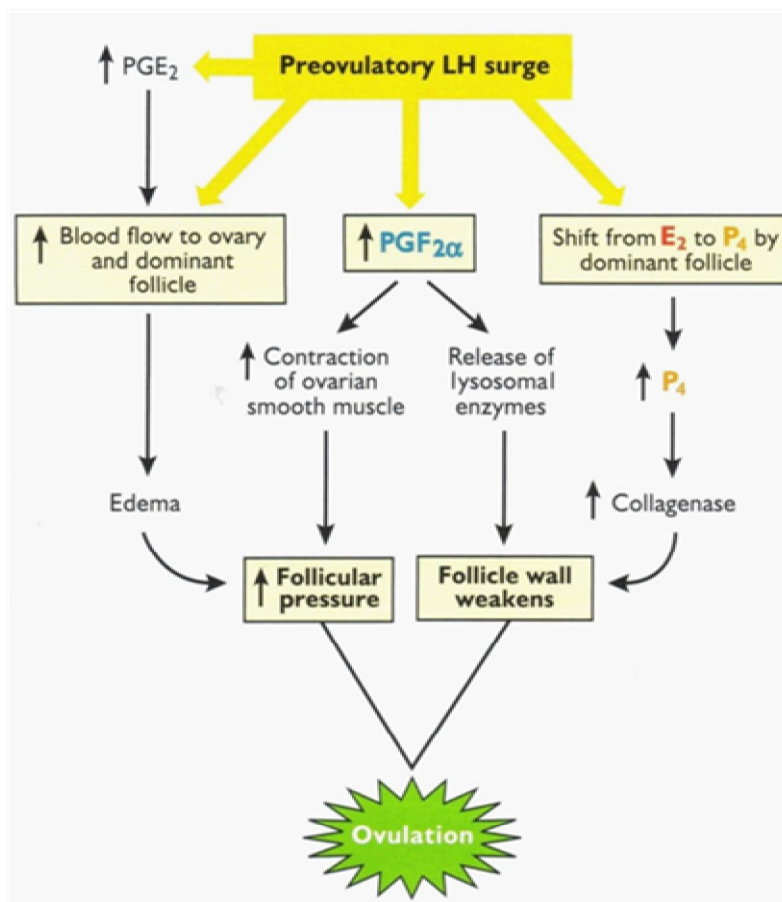 ↑ PGE₂
Preovulatory LH surge
↑ Blood flow to ovary
and dominant
follicle
↑ PGF₂α
Shift from E₂ to P₄ by
dominant follicle
↑ Contraction
of ovarian
smooth muscle
Release of
lysosomal
enzymes
↑ P₄
Edema
↑ Collagenase
↑ Follicular
pressure
Follicle wall
weakens
Ovulation